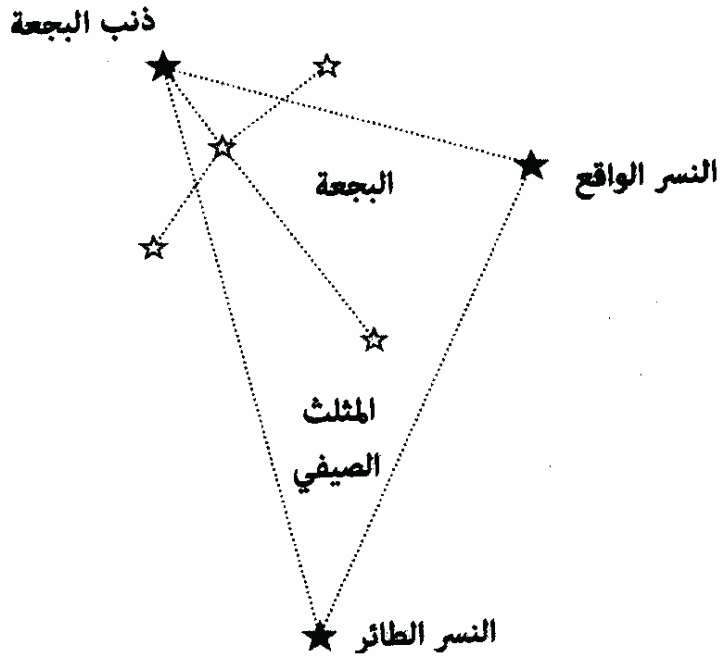 ذنب البجعة
النسر الواقع
البجعة
المثلث
الصيفي
النسر الطائر